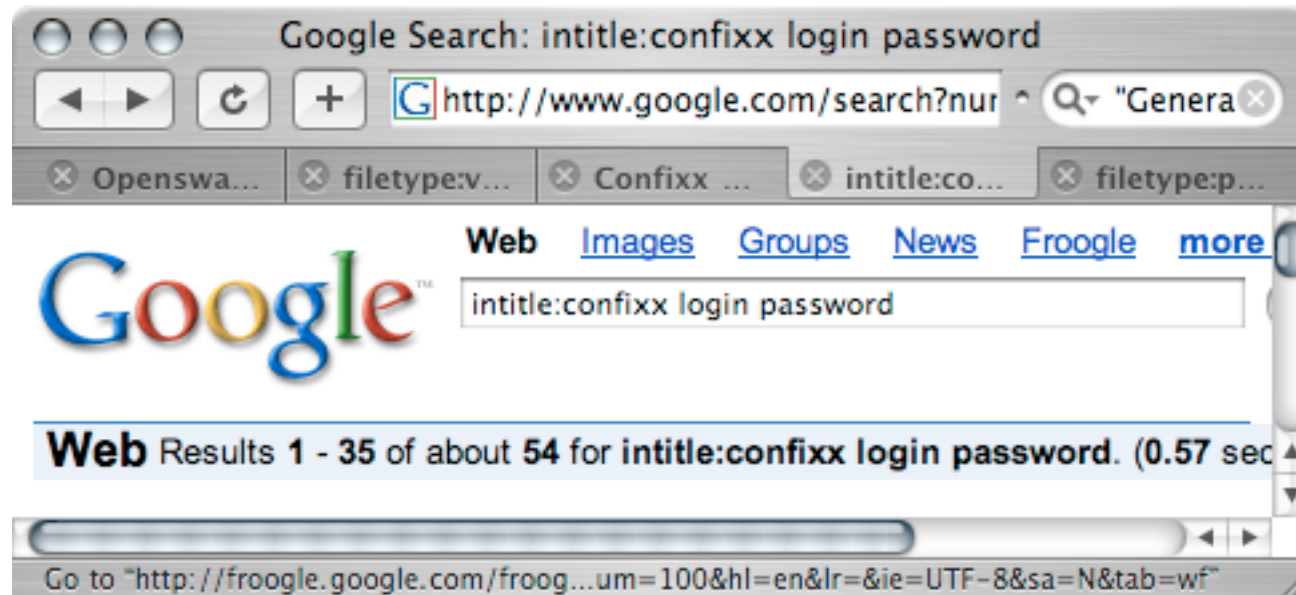 Google Search: intitle:confixx login password
http://www.google.com/search?nur
"Genera
Openswa... filetype:v... Confixx ... intitle:co... filetype:p...
Web Images Groups News Froogle more
Google™
intitle:confixx login password
Web Results 1 - 35 of about 54 for intitle:confixx login password. (0.57 sec
Go to "http://froogle.google.com/froog...um=100&hl=en&lr=&ie=UTF-8&sa=N&tab=wf"